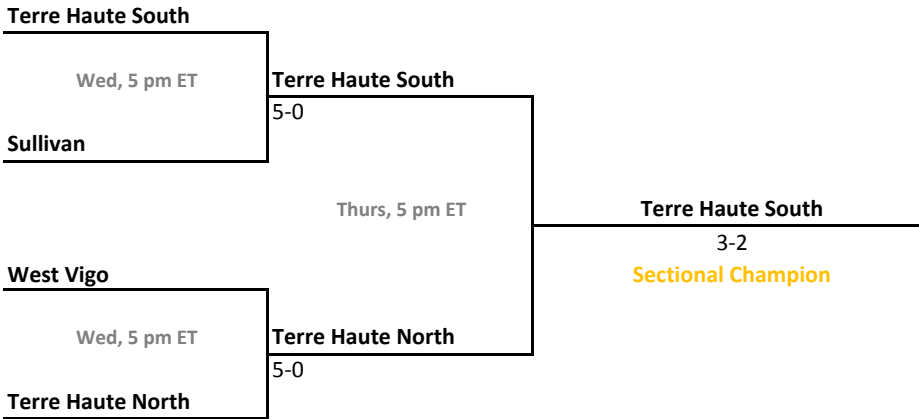 Terre Haute South
Wed, 5 pm ET
Terre Haute South
5-0
Sullivan
Thurs, 5 pm ET
Terre Haute South
3-2
Sectional Champion
West Vigo
Wed, 5 pm ET
Terre Haute North
5-0
Terre Haute North